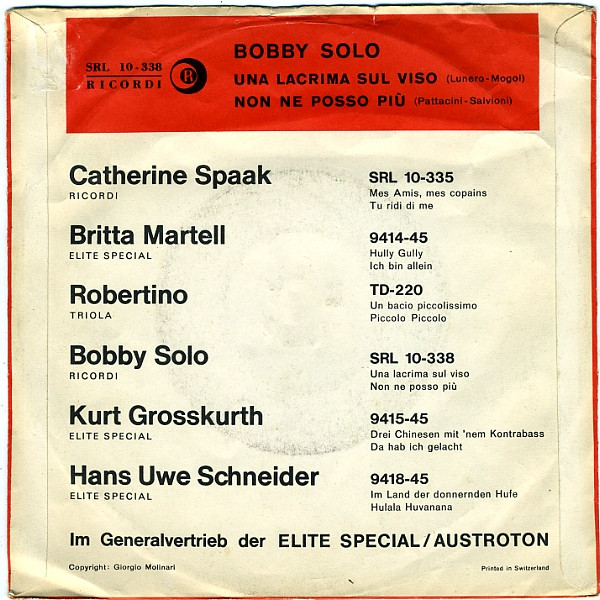 SRL 10-338
RICORDI
R
BOBBY SOLO
UNA LACRIMA SUL VISO (Lunero-Mogol)
NON NE POSSO PIÙ (Pattacini-Salvioni)
Catherine Spaak
RICORDI
SRL 10-335
Mes Amis, mes copains
Tu ridi di me
Britta Martell
ELITE SPECIAL
9414-45
Hully Gully
Ich bin allein
Robertino
TRIOLA
TD-220
Un bacio piccolissimo
Piccolo Piccolo
Bobby Solo
RICORDI
SRL 10-338
Una lacrima sul viso
Non ne posso più
Kurt Grosskurth
ELITE SPECIAL
9415-45
Drei Chinesen mit 'nem Kontrabass
Da hab ich gelacht
Hans Uwe Schneider
ELITE SPECIAL
9418-45
Im Land der donnernden Hufe
Hulala Huvanana
Im Generalvertrieb der ELITE SPECIAL/AUSTROTON
Copyright: Giorgio Molinari
Printed in Switzerland